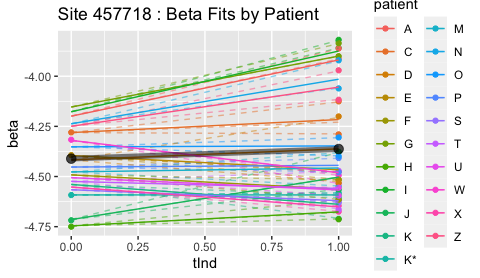 Site 457718 : Beta Fits by Patient
beta
-4.00
-4.25
-4.50
-4.75
0.00 0.25 0.50 0.75 1.00
tInd
patient
A M
C N
D O
E P
F S
G T
H U
I W
J X
K Z
K*